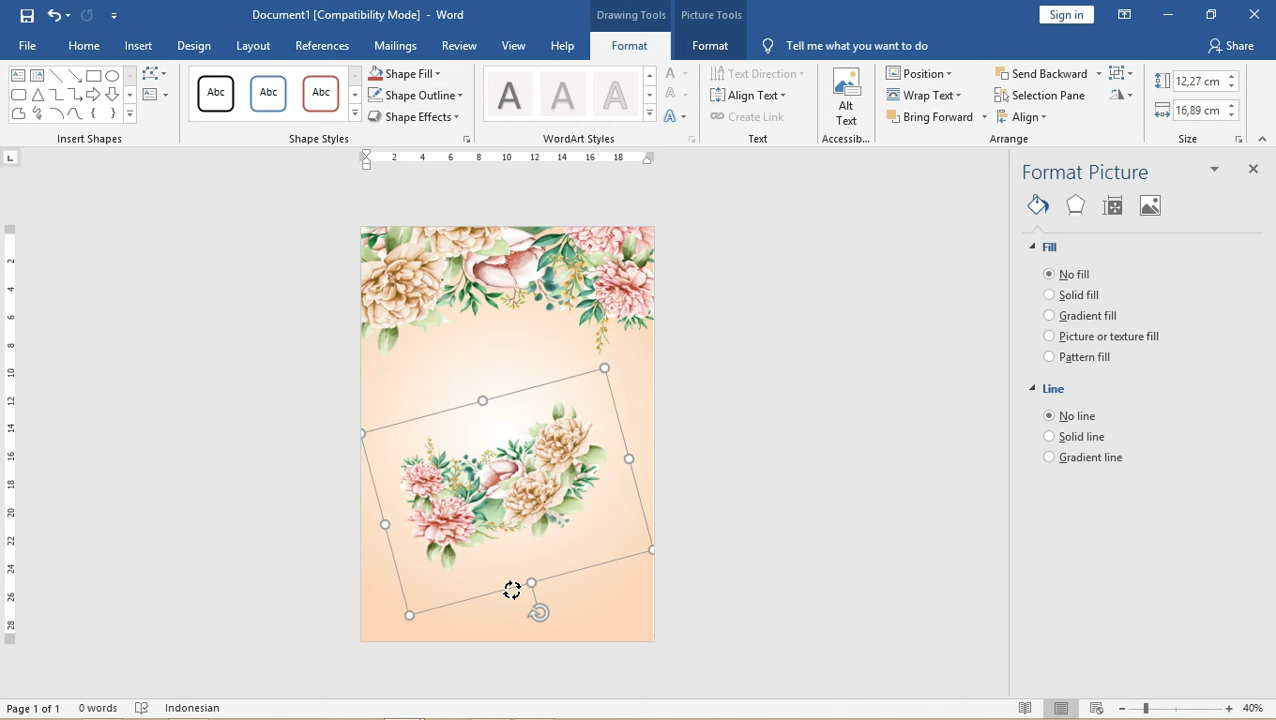 Document1 [Compatibility Mode] - Word
Drawing Tools
Picture Tools
Sign in
File
Home
Insert
Design
Layout
References
Mailings
Review
View
Help
Format
Format
Tell me what you want to do
Share
Abc
Abc
Abc
Shape Fill
Shape Outline
Shape Effects
A A A
Text Direction
Align Text
Create Link
Alt
Text
Position
Wrap Text
Bring Forward
Send Backward
Selection Pane
Align
12,27 cm
16,89 cm
Insert Shapes
Shape Styles
WordArt Styles
Text
Accessib...
Arrange
Size
2 4 6 8 10 12 14 16 18
2
4
6
8
10
12
14
16
18
20
22
24
26
28
Format Picture
Fill
No fill
Solid fill
Gradient fill
Picture or texture fill
Pattern fill
Line
No line
Solid line
Gradient line
Page 1 of 1
0 words
Indonesian
40%